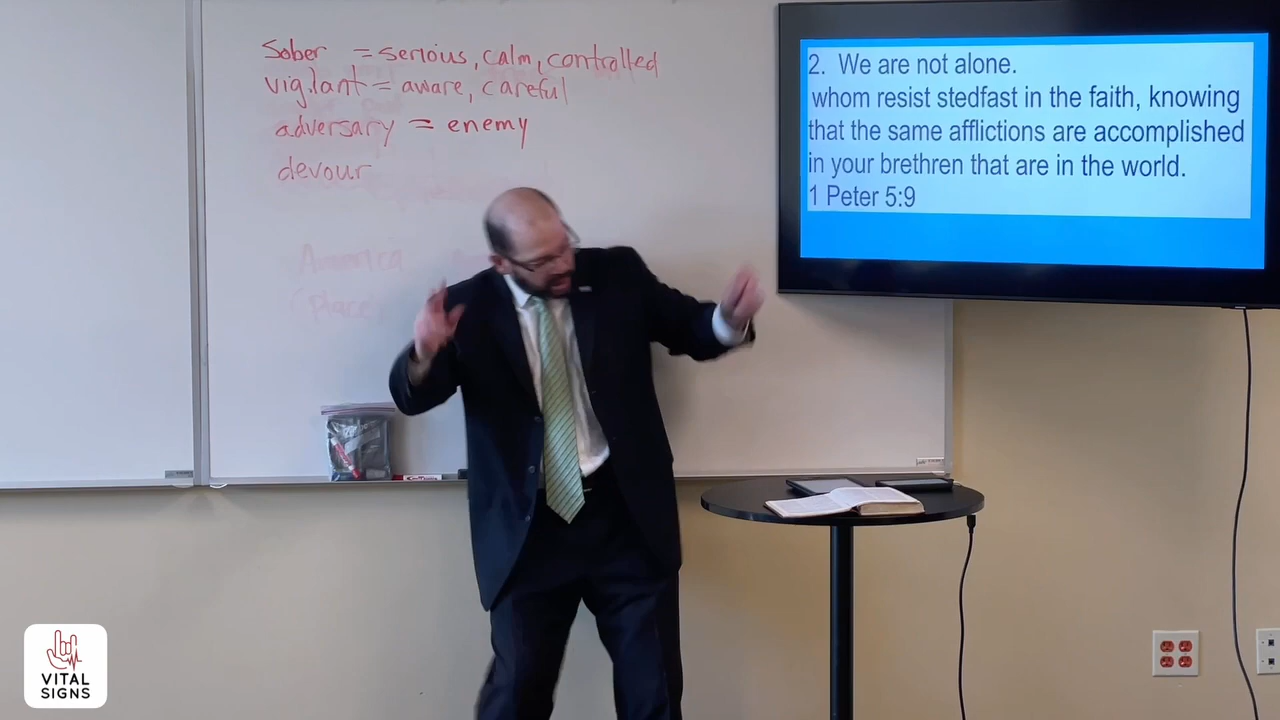 Sober = serious, calm, controlled
vigilant = aware, careful
adversary = enemy
devour
America
(place
2. We are not alone.
whom resist stedfast in the faith, knowing
that the same afflictions are accomplished
in your brethren that are in the world.
1 Peter 5:9
VITAL
SIGNS